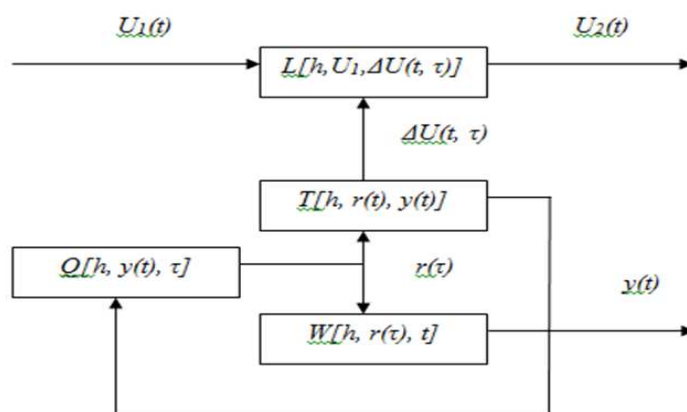 U1(t)
U2(t)
L[h,U1,ΔU(t, τ)]
ΔU(t, τ)
T[h, r(t), y(t)]
Q[h, y(t), τ]
r(τ)
y(t)
W[h, r(τ), t]